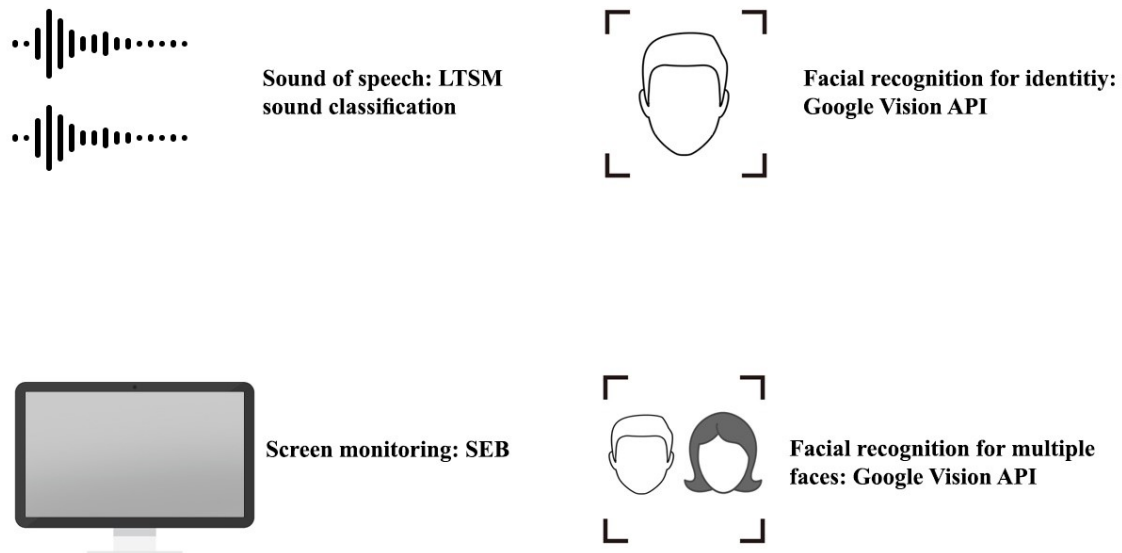 Sound of speech: LTSM
sound classification
Facial recognition for identitiy:
Google Vision API
Screen monitoring: SEB
Facial recognition for multiple
faces: Google Vision API